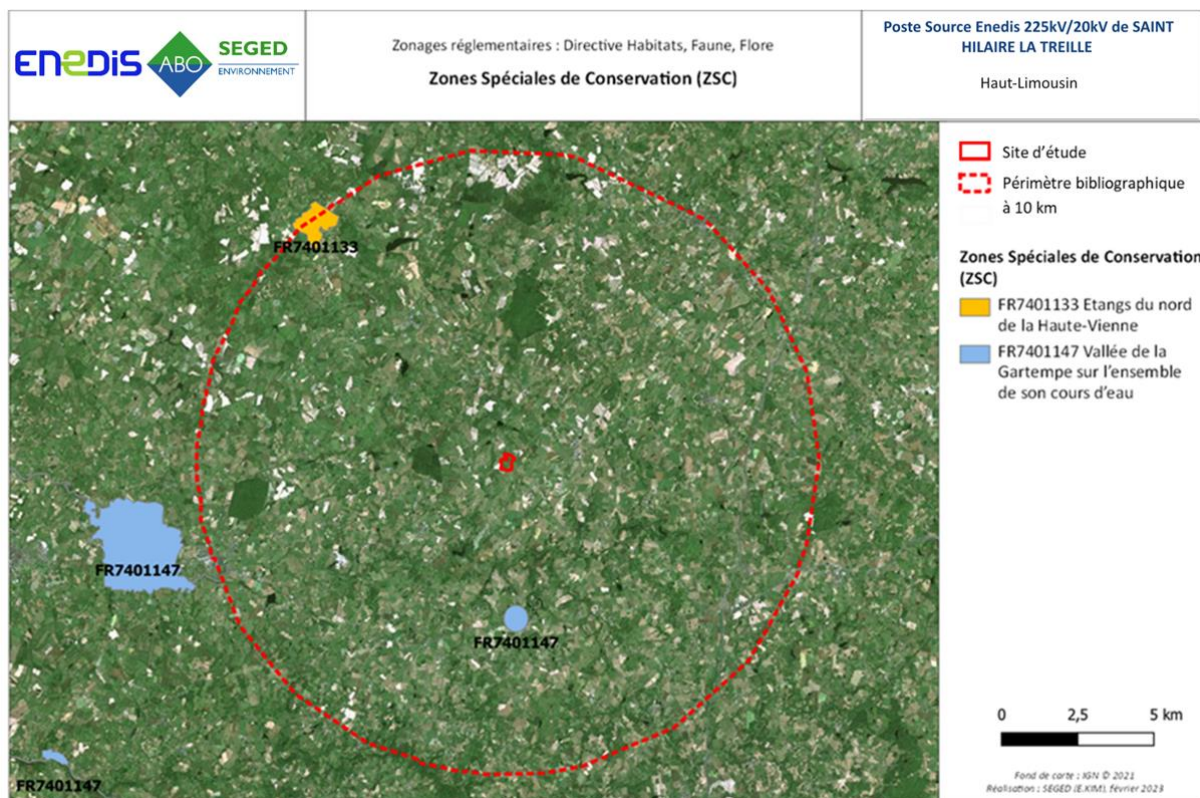 enedis
ABO
SEGED
ENVIRONNEMENT
Zonages réglementaires : Directive Habitats, Faune, Flore
Zones Spéciales de Conservation (ZSC)
Poste Source Enedis 225kV/20kV de SAINT
HILAIRE LA TREILLE
Haut-Limousin
FR7401133
FR7401147
FR7401147
FR7401147
Site d'étude
Périmètre bibliographique
à 10 km
Zones Spéciales de Conservation
(ZSC)
FR7401133 Etangs du nord
de la Haute-Vienne
FR7401147 Vallée de la
Gartempe sur l'ensemble
de son cours d'eau
0 2,5 5 km
Fond de carte : IGN © 2021
Réalisation : SEGED (E.KIM), février 2023